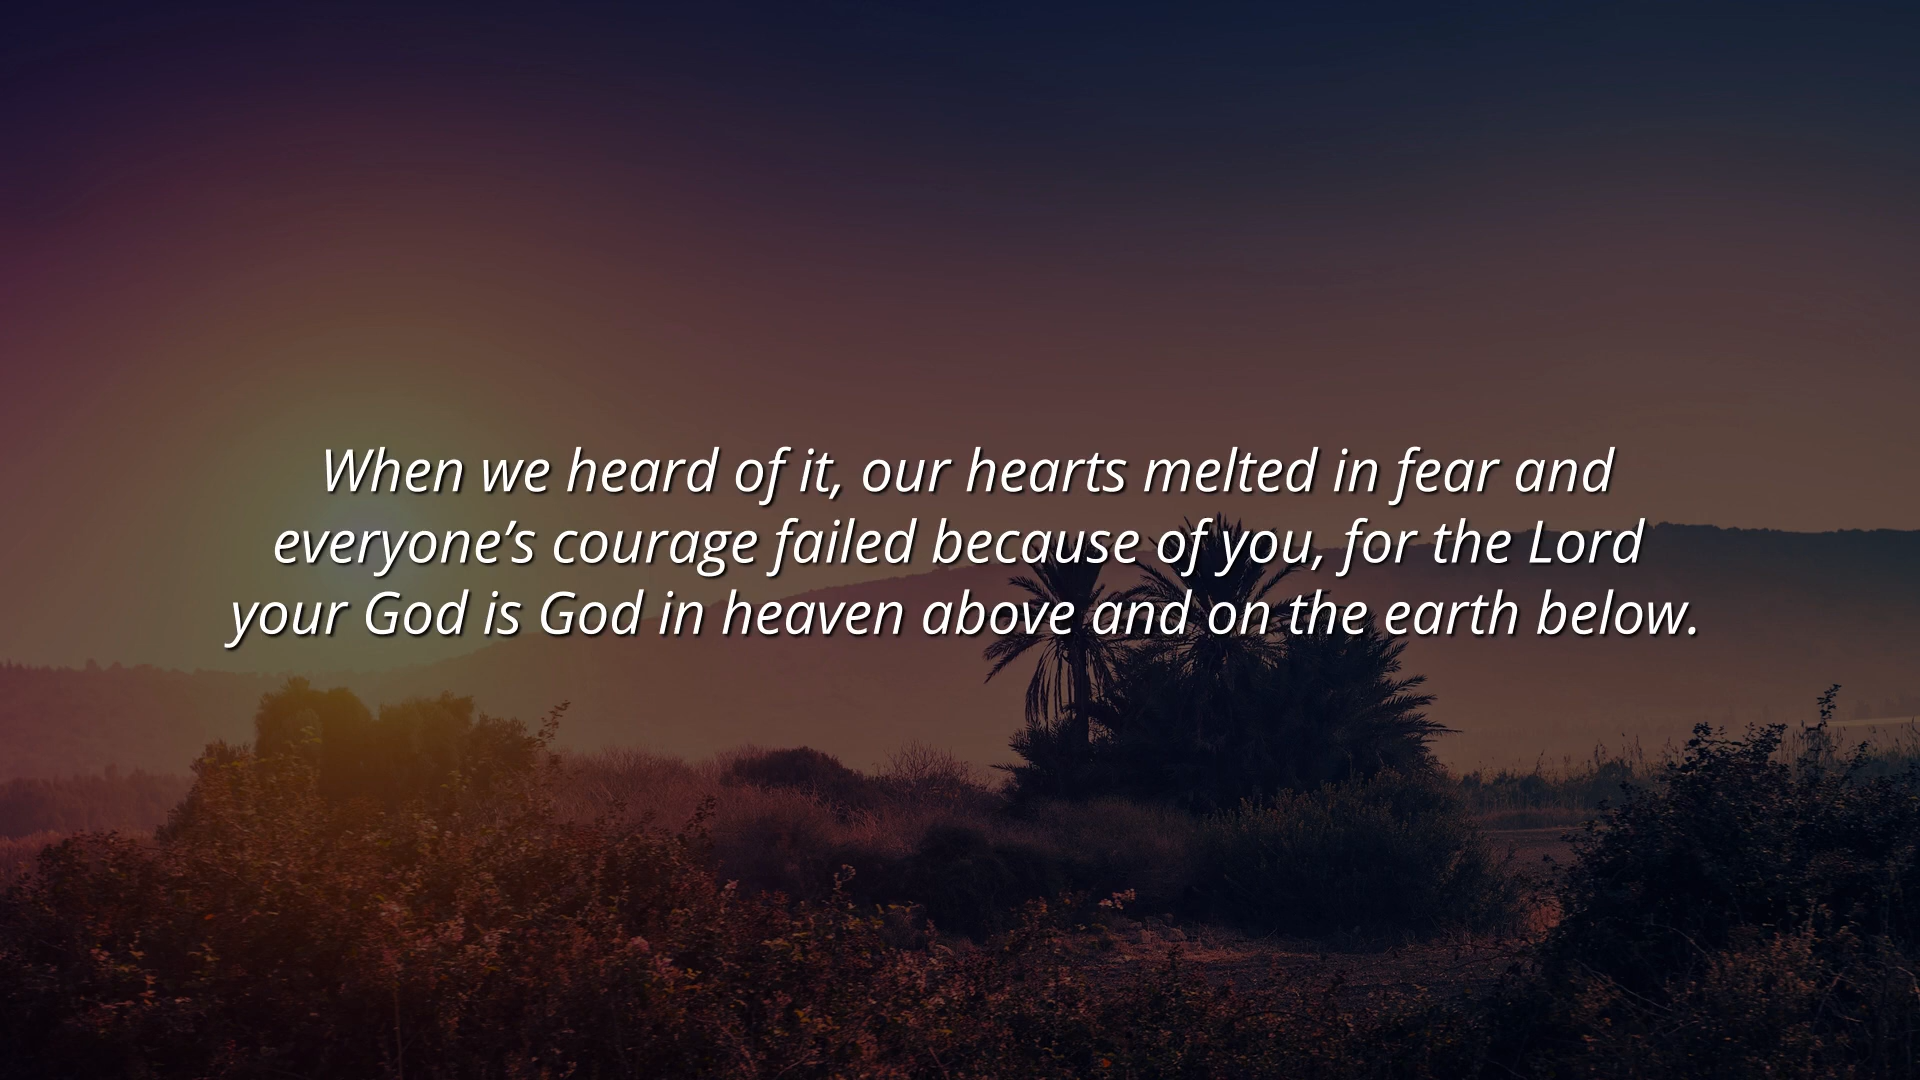 When we heard of it, our hearts melted in fear and
everyone’s courage failed because of you, for the Lord
your God is God in heaven above and on the earth below.